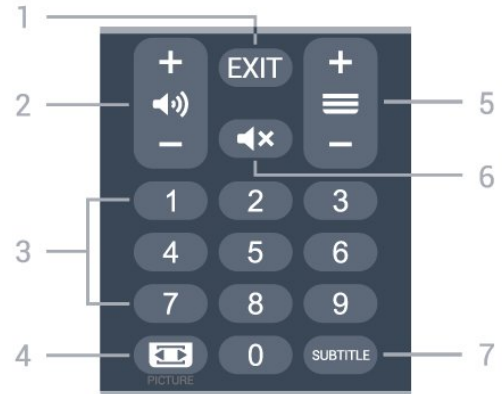 1
+ EXIT +
2 5
- -
6
1 2 3
3
4 5 6
7 8 9
4 0 SUBTITLE 7
PICTURE